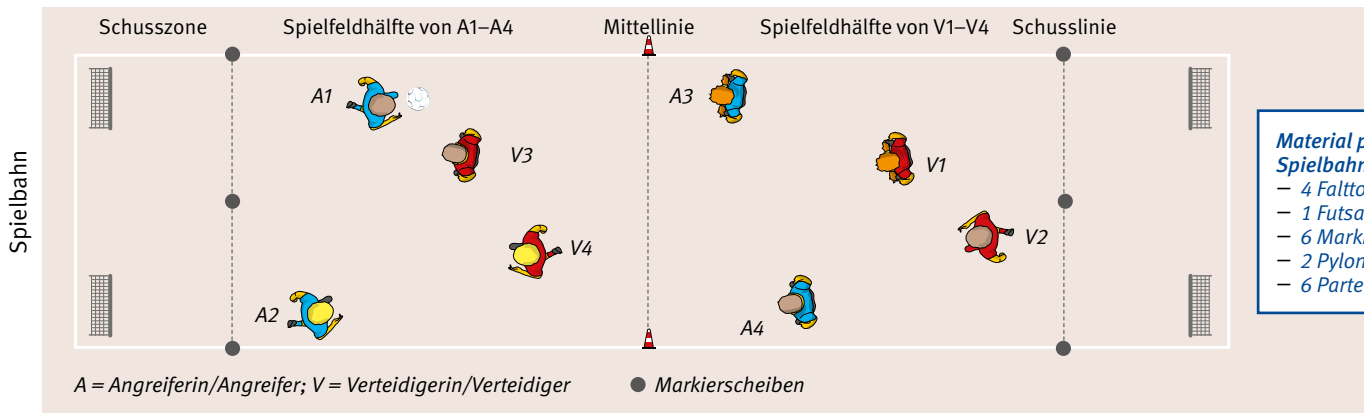 Schusszone Spielfeldhälfte von A1–A4 Mittellinie Spielfeldhälfte von V1–V4 Schusslinie
A1
A3
V3
V1
V2
V4
A2
A4
Spielbahn
A = Angreiferin/Angreifer; V = Verteidigerin/Verteidiger
Markierscheiben
Material p
Spielbahn
– 4 Faltto
– 1 Futsa
– 6 Marki
– 2 Pylon
– 6 Parte